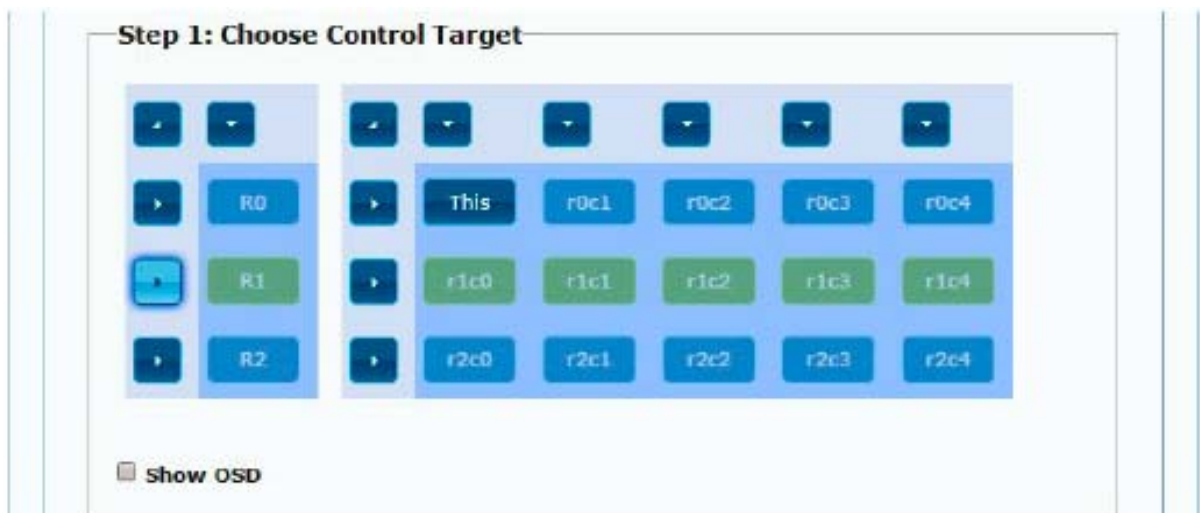 Step 1: Choose Control Target
R0 This r0c1 r0c2 r0c3 r0c4
R1 r1c0 r1c1 r1c2 r1c3 r1c4
R2 r2c0 r2c1 r2c2 r2c3 r2c4
Show OSD